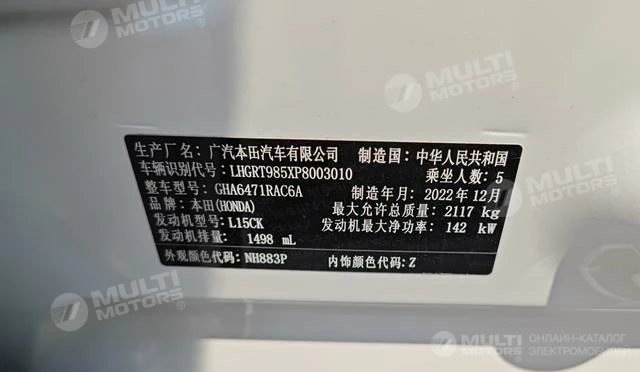 MULTI
MOTORS
MULTI
MOTORS
生产厂名: 广汽本田汽车有限公司 制造国: 中华人民共和国
车辆识别代号: LHGRT985XP8003010 乘坐人数: 5
整车型号: GHA6471RAC6A 制造年月: 2022年12月
品牌: 本田(HONDA) 最大允许总质量: 2117 kg
发动机型号: L15CK 发动机最大净功率: 142 kW
发动机排量: 1498 mL
外观颜色代码: NH883P 内饰颜色代码: Z
MULTI
MOTORS
MULTI
MOTORS
ОНЛАЙН-КАТАЛОГ
ЭЛЕКТРОМОБИЛЕЙ